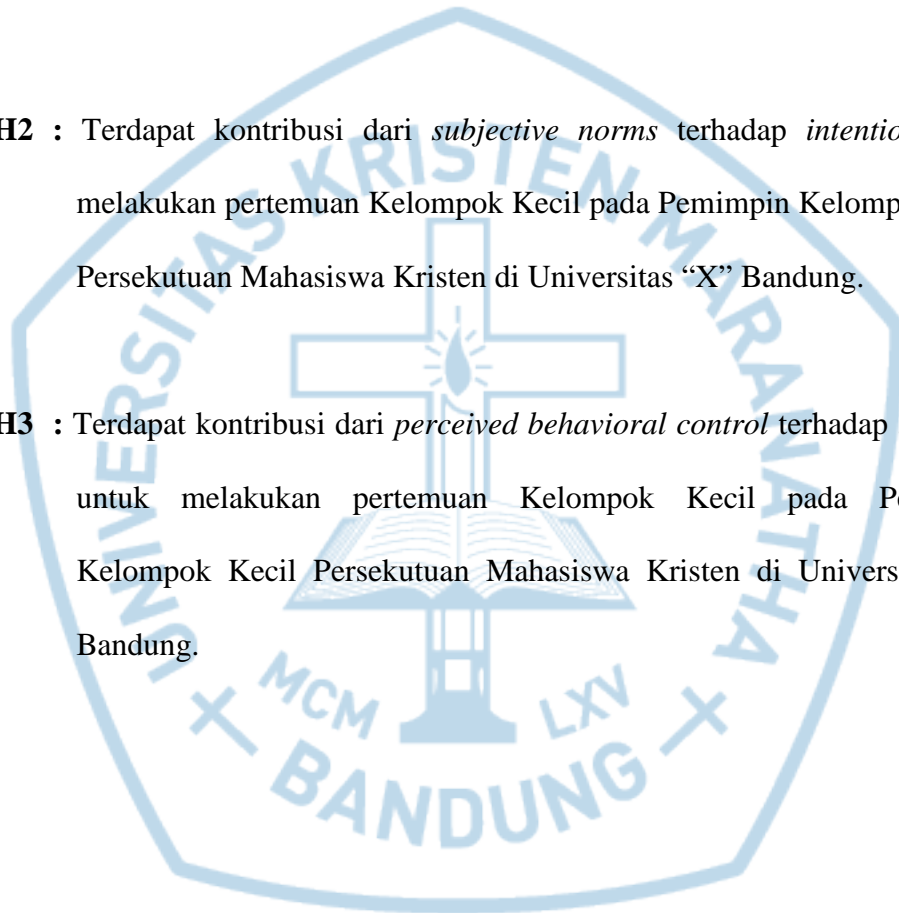 H2 : Terdapat kontribusi dari subjective norms terhadap intentio
melakukan pertemuan Kelompok Kecil pada Pemimpin Kelomp
Persekutuan Mahasiswa Kristen di Universitas “X” Bandung.
H3 : Terdapat kontribusi dari perceived behavioral control terhadap
untuk melakukan pertemuan Kelompok Kecil pada Pe
Kelompok Kecil Persekutuan Mahasiswa Kristen di Univers
Bandung.
UNIVERSITAS KRISTEN MARANATHA
MCM LXV
BANDUNG